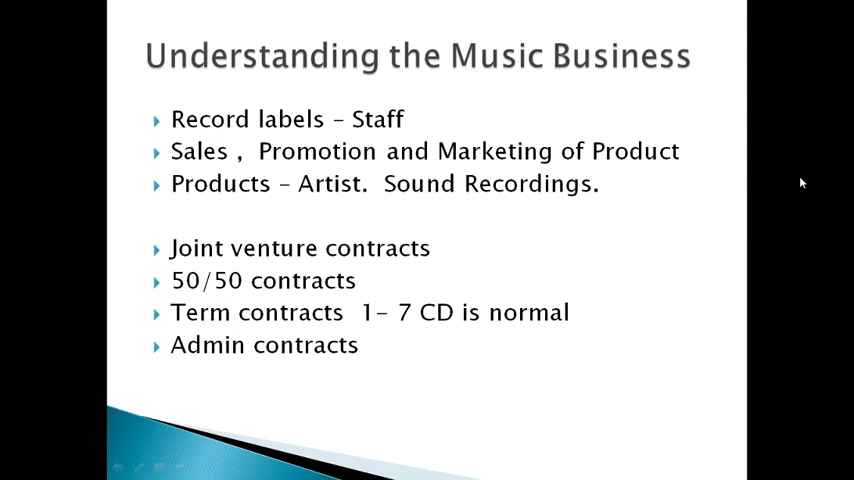 Understanding the Music Business
Record labels – Staff
Sales , Promotion and Marketing of Product
Products – Artist. Sound Recordings.
Joint venture contracts
50/50 contracts
Term contracts 1– 7 CD is normal
Admin contracts